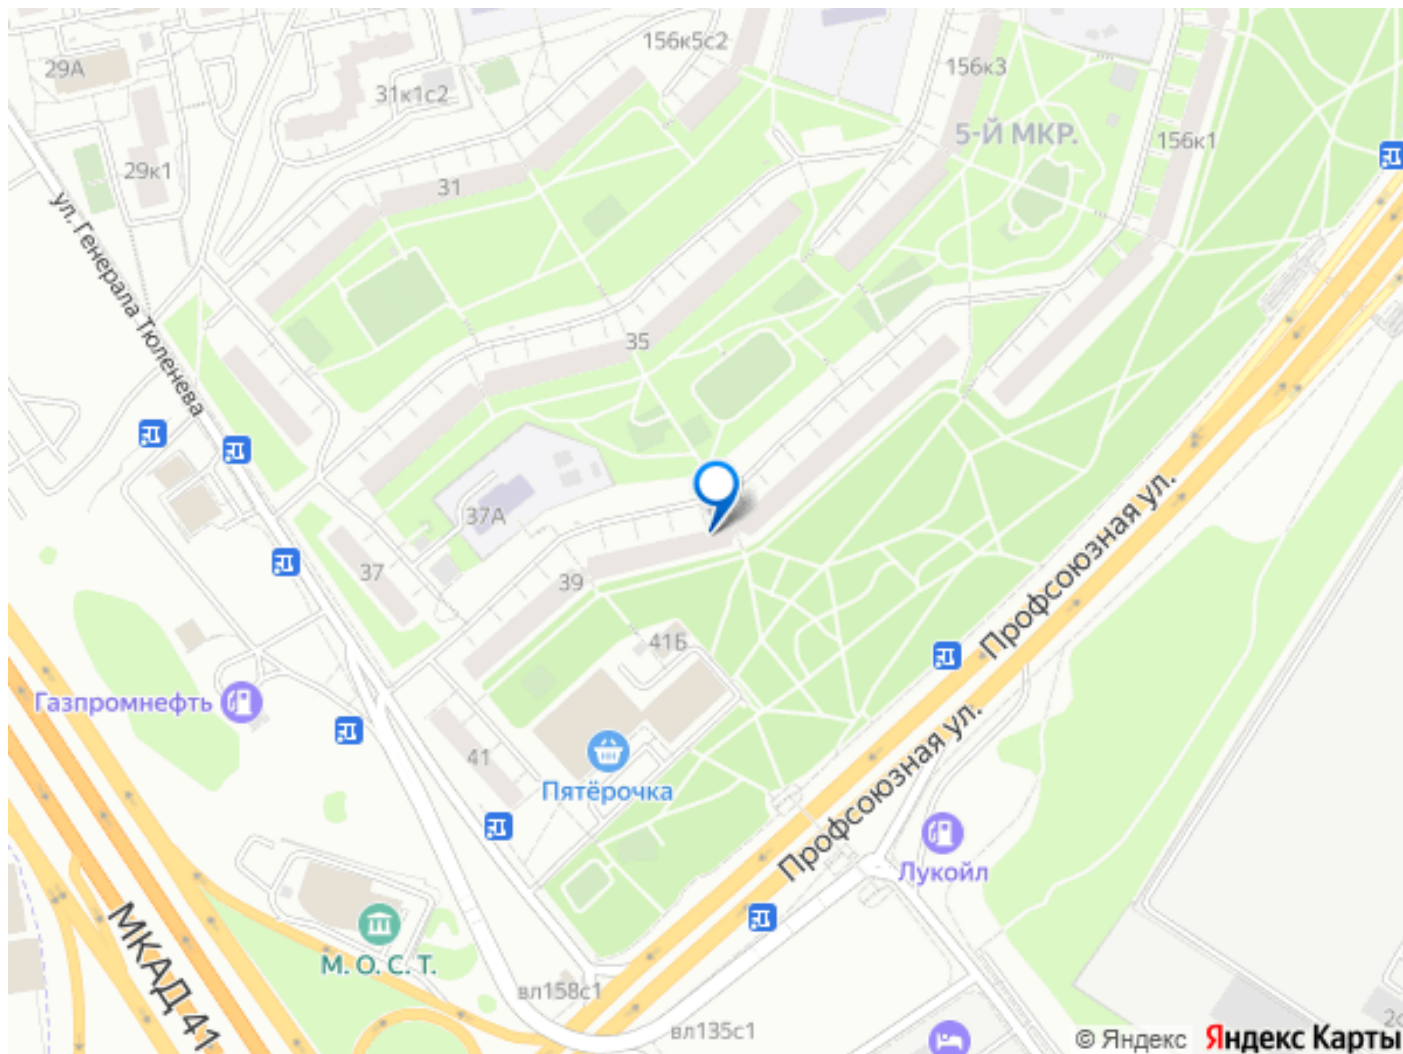 156к5с2
29А
156к3
31к1с2
5-Й МКР.
156к1
29к1
31
ул. Генерала Тюленева
35
Профсоюзная ул.
37А
37
39
41Б
Газпромнефть
Профсоюзная ул.
41
Пятёрочка
Лукойл
МКАД 41
М. О. С. Т.
вл158с1
вл135с1
© Яндекс Яндекс Карты